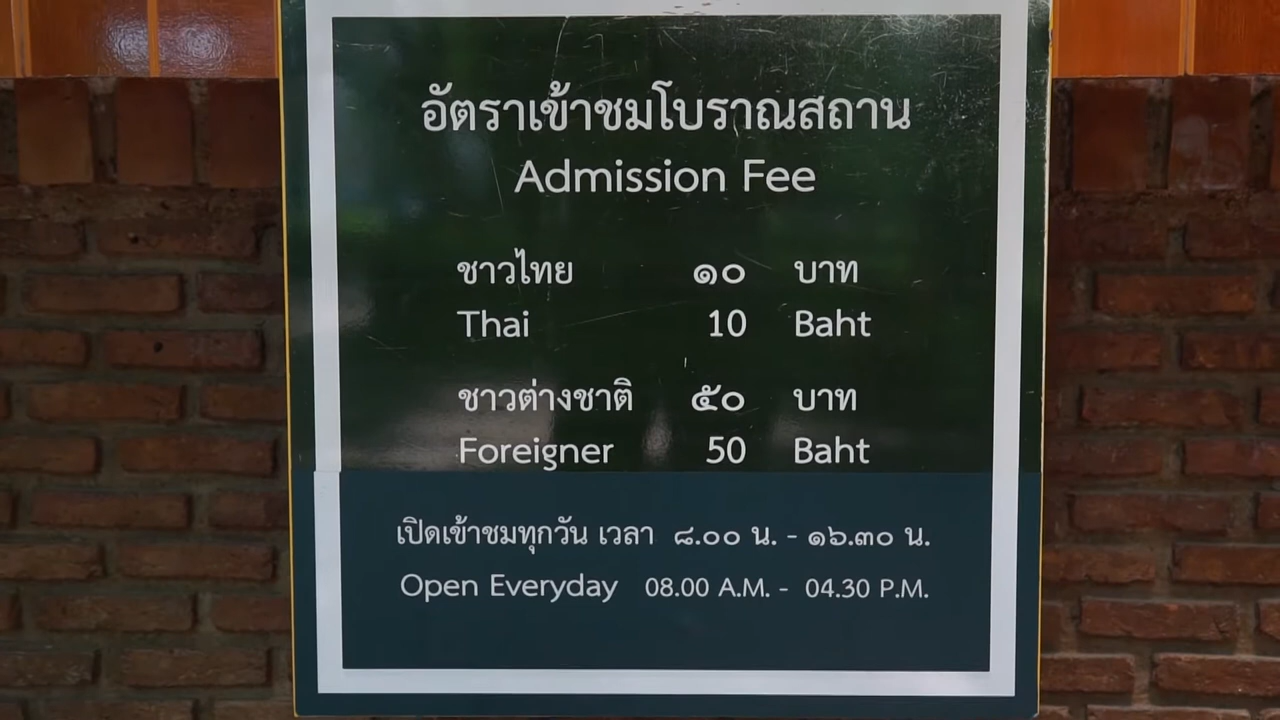 อัตราเข้าชมโบราณสถาน
Admission Fee
ชาวไทย ๑๐ บาท
Thai 10 Baht
ชาวต่างชาติ ๕๐ บาท
Foreigner 50 Baht
เปิดเข้าชมทุกวัน เวลา ๘.๐๐ น. - ๑๖.๓๐ น.
Open Everyday 08.00 A.M. - 04.30 P.M.